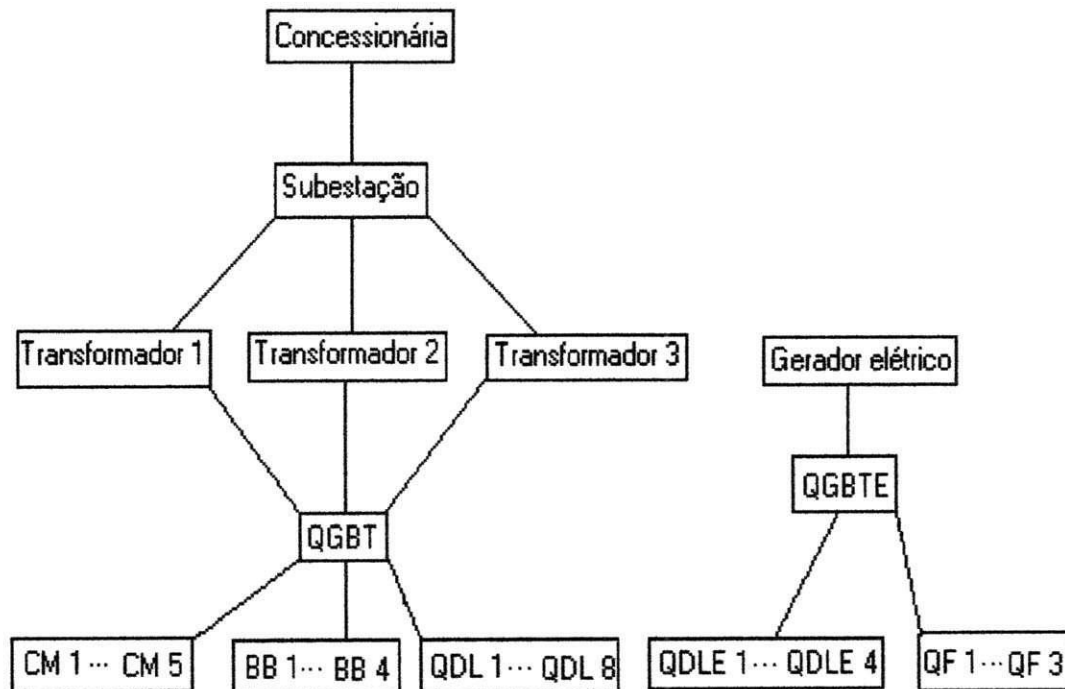 Concessionária
Subestação
Transformador 1
Transformador 2
Transformador 3
Gerador elétrico
QGBTE
QGBT
CM 1 ... CM 5
BB 1... BB 4
QDL 1 ... QDL 8
QDLE 1 ... QDLE 4
QF 1 ... QF 3